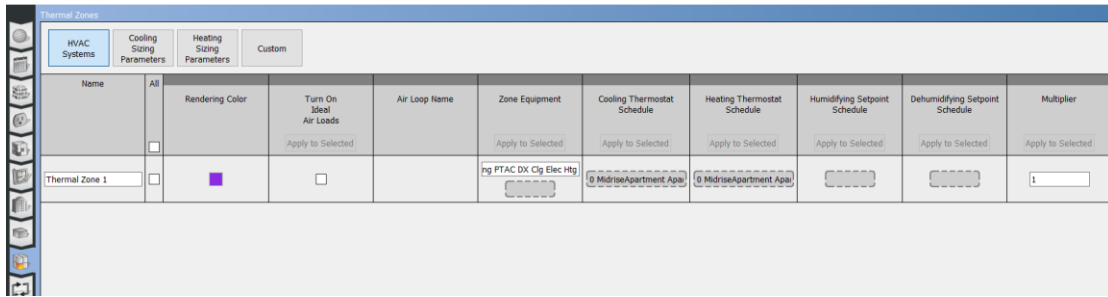 Thermal Zones
HVAC
Systems
Cooling
Sizing
Parameters
Heating
Sizing
Parameters
Custom
Name
All
Rendering Color
Turn On
Ideal
Air Loads
Air Loop Name
Zone Equipment
Cooling Thermostat
Schedule
Heating Thermostat
Schedule
Humidifying Setpoint
Schedule
Dehumidifying Setpoint
Schedule
Multiplier
Apply to Selected
Apply to Selected
Apply to Selected
Apply to Selected
Apply to Selected
Apply to Selected
Apply to Selected
Thermal Zone 1
ng PTAC DX Clg Elec Htg
0 MidriseApartment Apa
0 MidriseApartment Apa
1